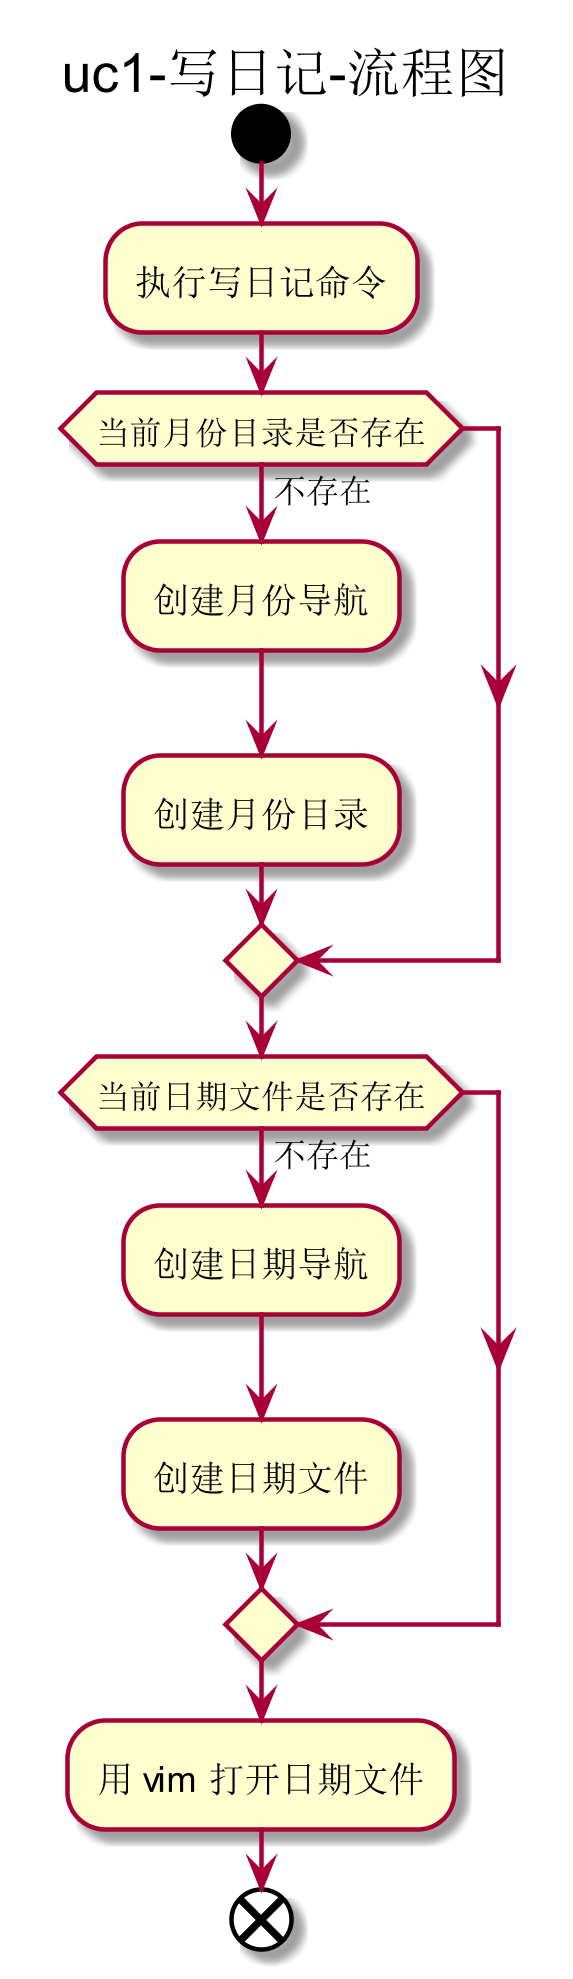 uc1-写日记-流程图
执行写日记命令
当前月份目录是否存在
不存在
创建月份导航
创建月份目录
当前日期文件是否存在
不存在
创建日期导航
创建日期文件
用 vim 打开日期文件